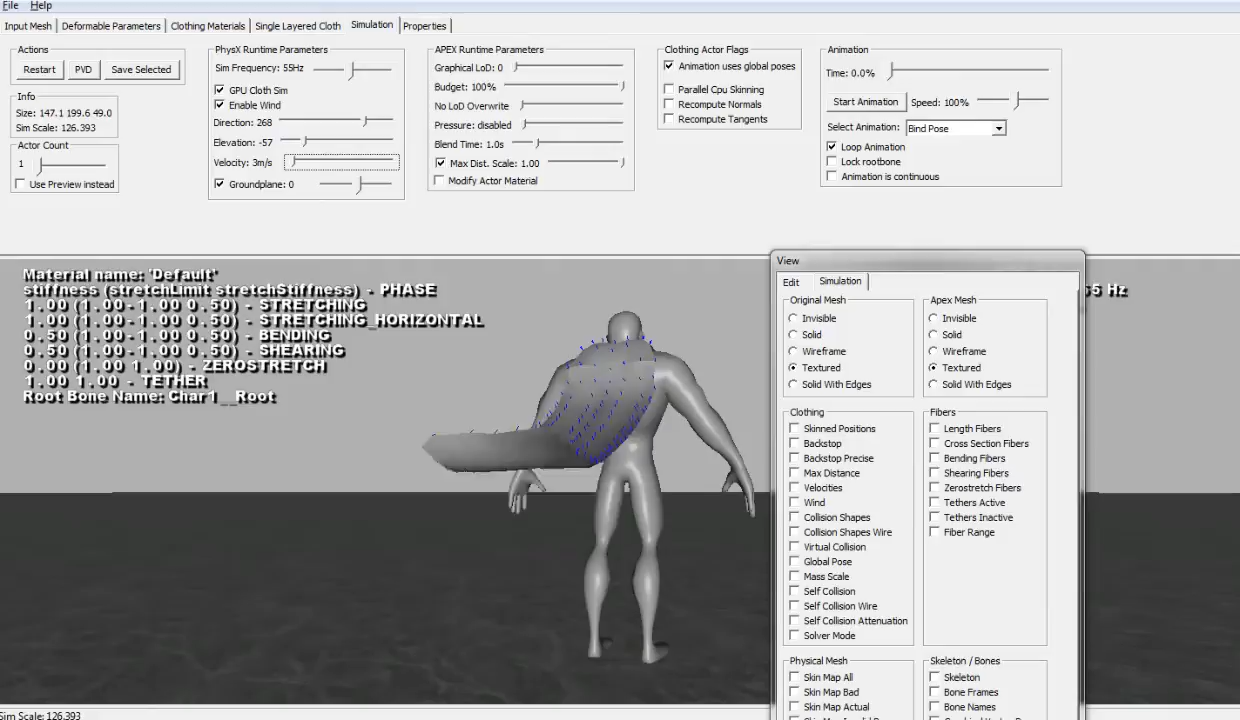 File Help
Input Mesh Deformable Parameters Clothing Materials Single Layered Cloth Simulation Properties
Actions
Restart PVD Save Selected
Info
Size: 147.1 199.6 49.0
Sim Scale: 126.393
Actor Count
1
Use Preview instead
PhysX Runtime Parameters
Sim Frequency: 55Hz
GPU Cloth Sim
Enable Wind
Direction: 268
Elevation: -57
Velocity: 3m/s
Groundplane: 0
APEX Runtime Parameters
Graphical LoD: 0
Budget: 100%
No LoD Overwrite
Pressure: disabled
Blend Time: 1.0s
Max Dist. Scale: 1.00
Modify Actor Material
Clothing Actor Flags
Animation uses global poses
Parallel Cpu Skinning
Recompute Normals
Recompute Tangents
Animation
Time: 0.0%
Start Animation Speed: 100%
Select Animation: Bind Pose
Loop Animation
Lock rootbone
Animation is continuous
Material name: 'Default'
stiffness (stretchLimit stretchStiffness) - PHASE
1.00 (1.00-1.00 0.50) - STRETCHING
1.00 (1.00-1.00 0.50) - STRETCHING_HORIZONTAL
0.50 (1.00-1.00 0.50) - BENDING
0.50 (1.00-1.00 0.50) - SHEARING
0.00 (1.00 1.00) - ZEROSTRETCH
1.00 1.00 - TETHER
Root Bone Name: Char1__Root
View
Edit Simulation
Original Mesh
Invisible
Solid
Wireframe
Textured
Solid With Edges
Apex Mesh
Invisible
Solid
Wireframe
Textured
Solid With Edges
Clothing
Skinned Positions
Backstop
Backstop Precise
Max Distance
Velocities
Wind
Collision Shapes
Collision Shapes Wire
Virtual Collision
Global Pose
Mass Scale
Self Collision
Self Collision Wire
Self Collision Attenuation
Solver Mode
Fibers
Length Fibers
Cross Section Fibers
Bending Fibers
Shearing Fibers
Zerostretch Fibers
Tethers Active
Tethers Inactive
Fiber Range
Physical Mesh
Skin Map All
Skin Map Bad
Skin Map Actual
Skeleton / Bones
Skeleton
Bone Frames
Bone Names
Hz
Sim Scale: 126.393